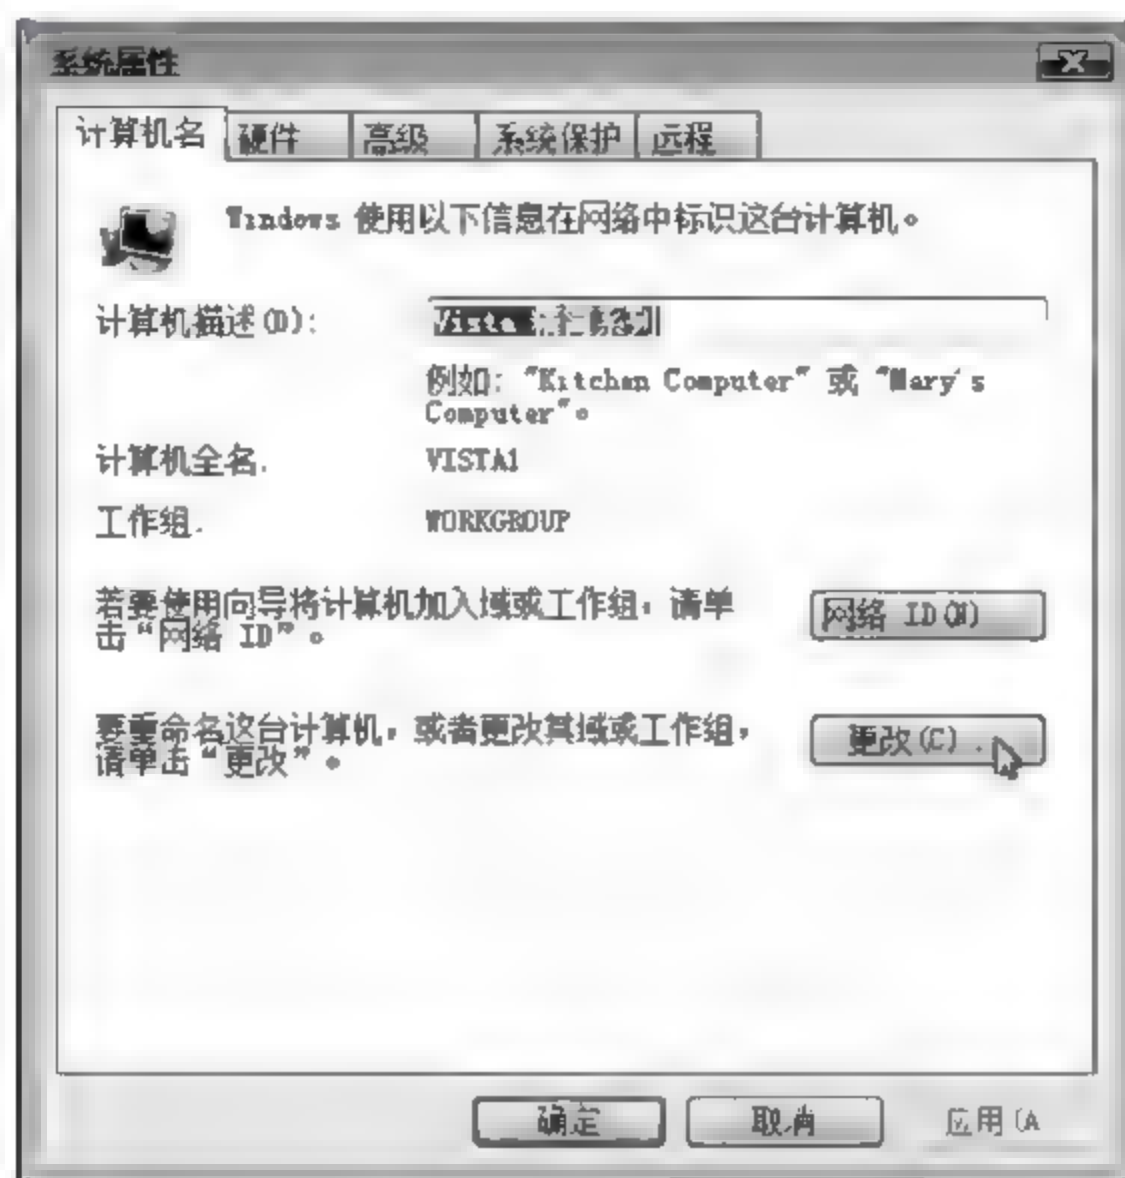 系统属性
计算机名 硬件 高级 系统保护 远程
Windows 使用以下信息在网络中标识这台计算机。
计算机描述(D): Vista
例如: "Kitchen Computer" 或 "Mary's
Computer"。
计算机全名: VISTA1
工作组: WORKGROUP
若要使用向导将计算机加入域或工作组，请单
击“网络 ID”。
网络 ID(N)
要重命名这台计算机，或者更改其域或工作组，
请单击“更改”。
更改(C)..
确定 取消 应用(A